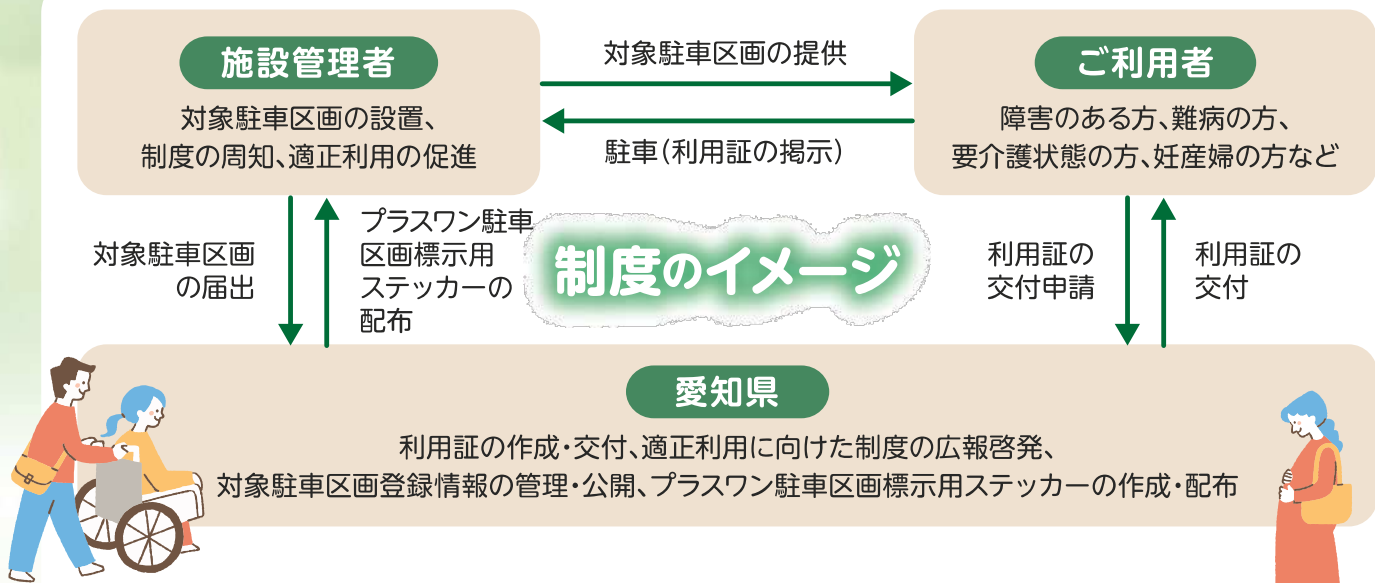 施設管理者
対象駐車区画の設置、
制度の周知、適正利用の促進
対象駐車区画の提供
駐車(利用証の掲示)
ご利用者
障害のある方、難病の方、
要介護状態の方、妊産婦の方など
対象駐車区画
の届出
プラスワン駐車
区画標示用
ステッカーの
配布
制度のイメージ
利用証の
交付申請
利用証の
交付
愛知県
利用証の作成・交付、適正利用に向けた制度の広報啓発、
対象駐車区画登録情報の管理・公開、プラスワン駐車区画標示用ステッカーの作成・配布